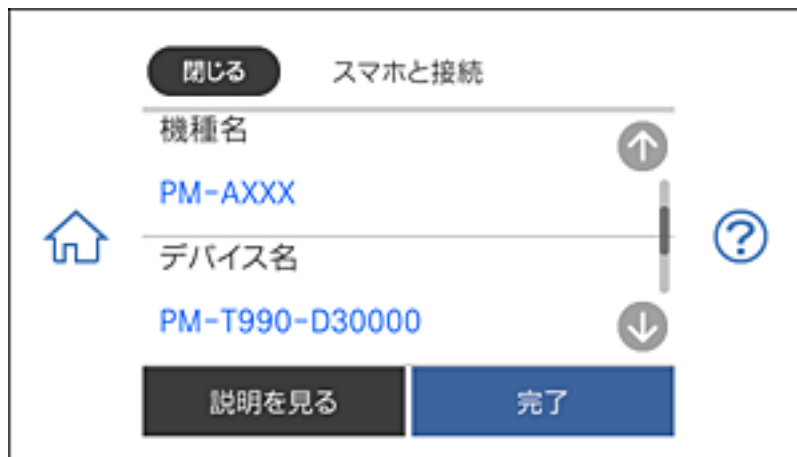 閉じる スマホと接続
機種名
PM-AXXX
デバイス名
PM-T990-D30000
説明を見る 完了